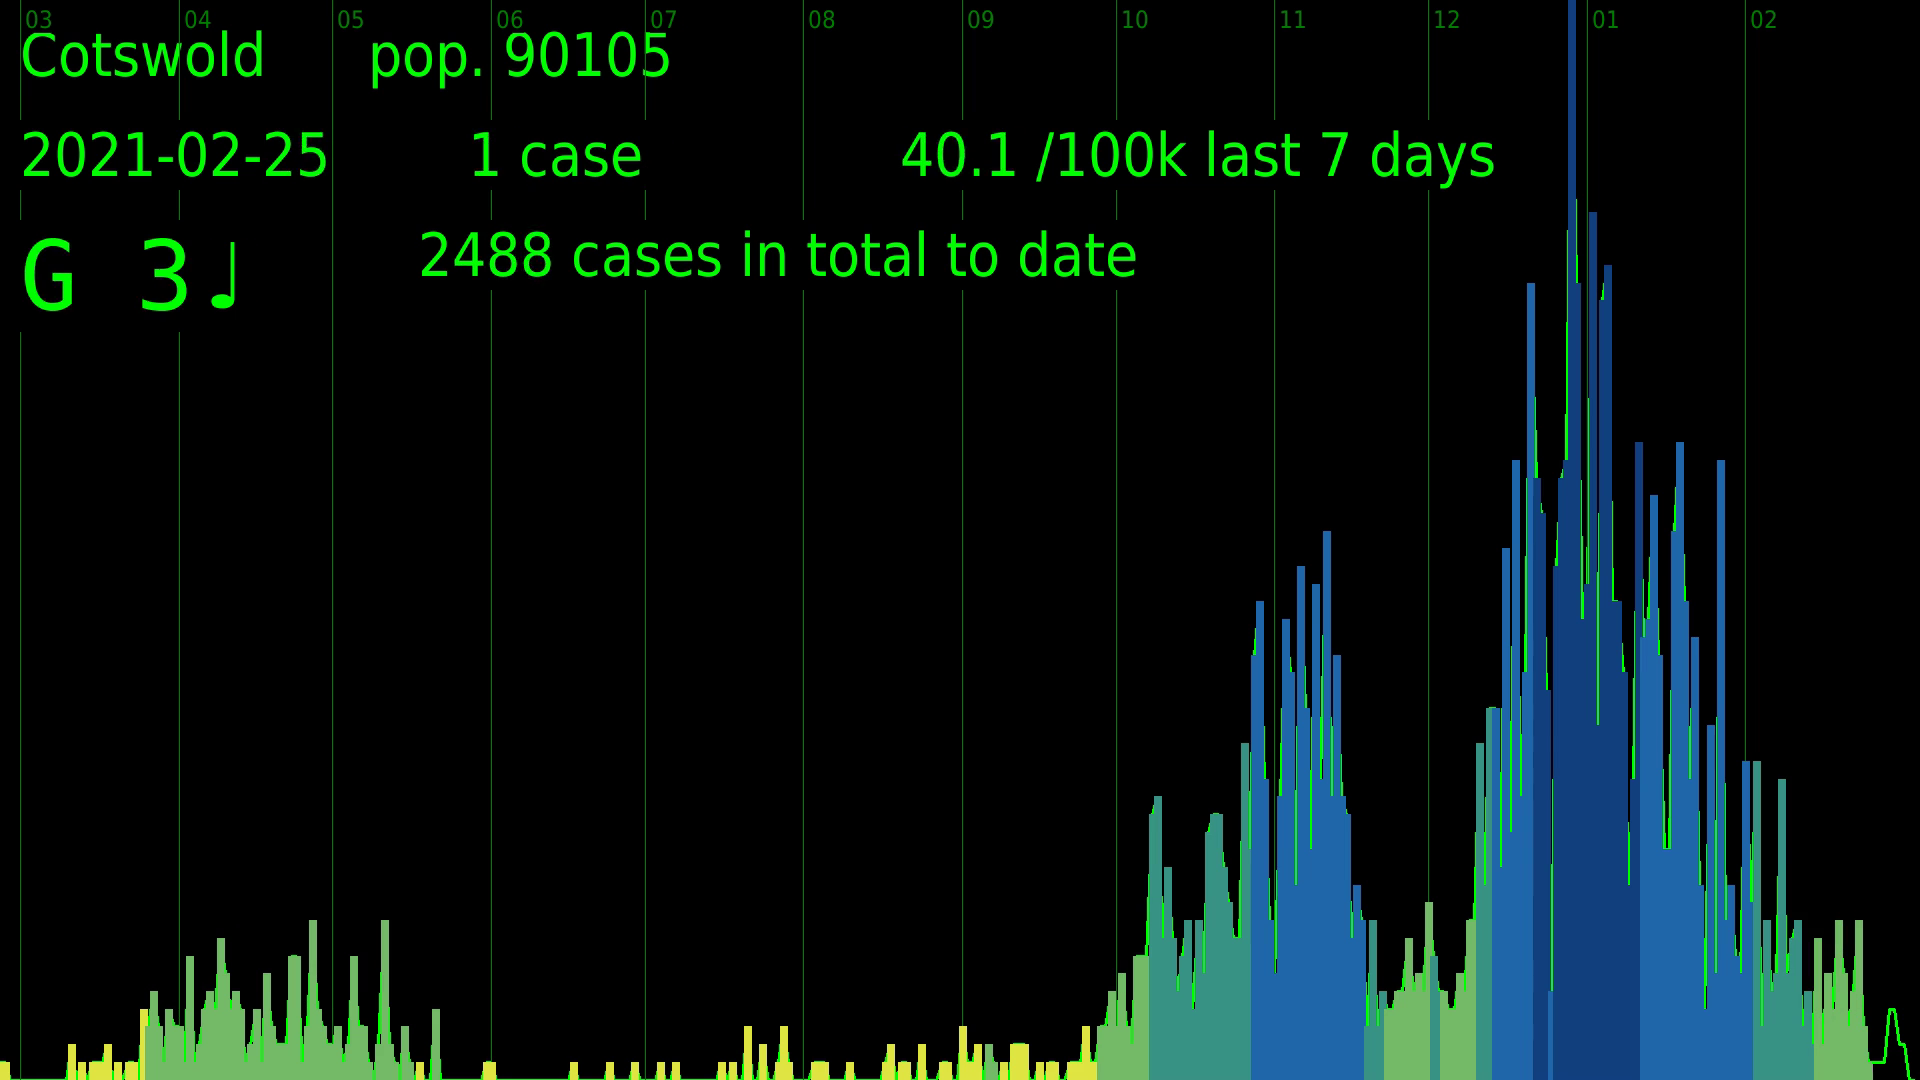 03 04 05 06 07 08 09 10 11 12 01 02
Cotswold pop. 90105
2021-02-25 1 case 40.1 /100k last 7 days
G 3♩ 2488 cases in total to date